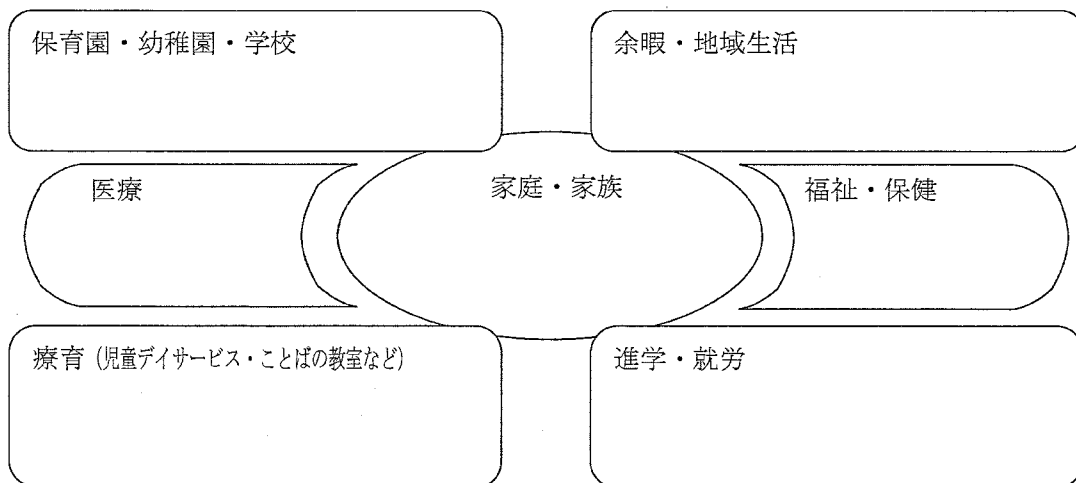 保育園・幼稚園・学校
余暇・地域生活
医療
家庭・家族
福祉・保健
療育（児童デイサービス・ことばの教室など）
進学・就労